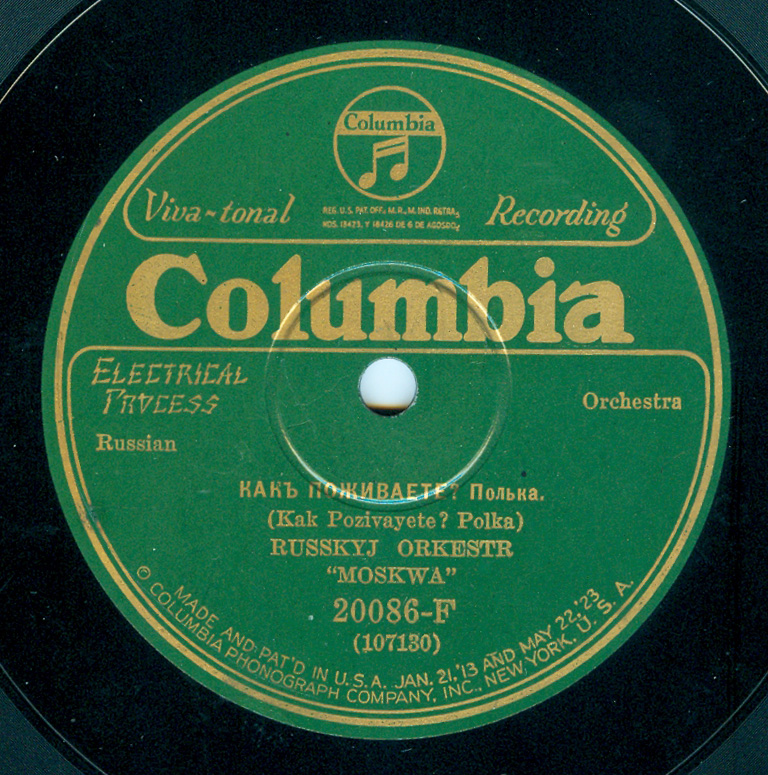 Columbia
Viva-tonal Recording
REG. U.S. PAT. OFF. M.R., M. IND. RETRA,
NOS. 18423, Y 18426 DE 6 DE AGOSDO,
Columbia
ELECTRICAL
PROCESS
Orchestra
Russian
КАКЪ ПОЖИВАЕТЕ? Полька.
(Kak Pozivayete? Polka)
RUSSKYJ ORKESTR
"MOSKWA"
20086-F
(107130)
MADE AND PAT'D IN U.S.A. JAN. 21,'13 AND MAY 22,'23
© COLUMBIA PHONOGRAPH COMPANY, INC., NEW YORK, U.S.A.